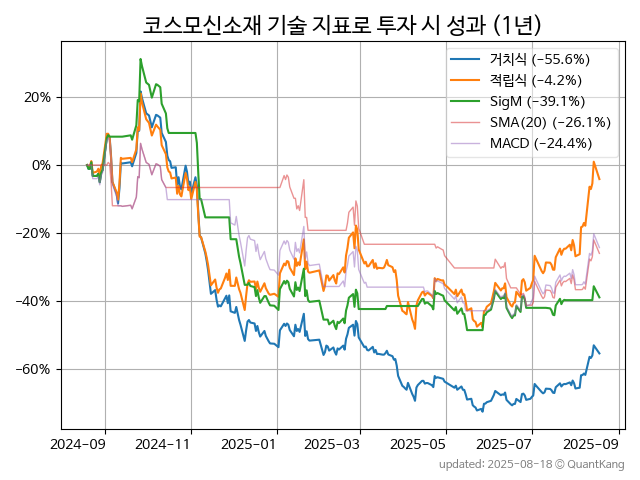 코스모신소재 기술 지표로 투자 시 성과 (1년)
거치식 (−55.6%)
적립식 (−4.2%)
SigM (−39.1%)
SMA(20) (−26.1%)
MACD (−24.4%)
20%
0%
−20%
−40%
−60%
2024-09
2024-11
2025-01
2025-03
2025-05
2025-07
2025-09
updated: 2025-08-18 © QuantKang